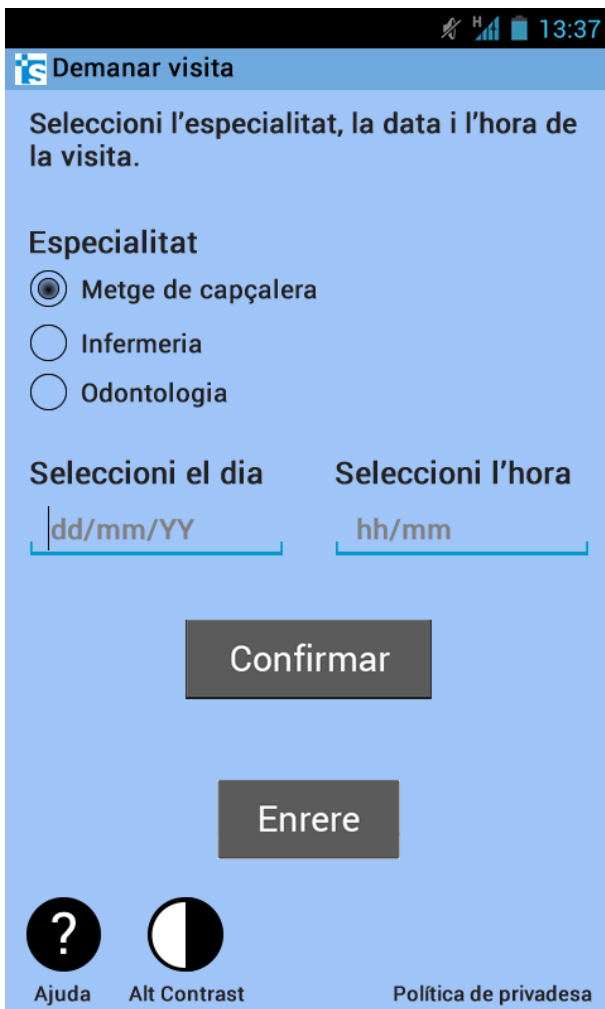 H 13:37
is Demanar visita
Seleccioni l'especialitat, la data i l'hora de
la visita.
Especialitat
Metge de capçalera
Infermeria
Odontologia
Seleccioni el dia Seleccioni l'hora
dd/mm/YY hh/mm
Confirmar
Enrere
?
Ajuda Alt Contrast Política de privadesa